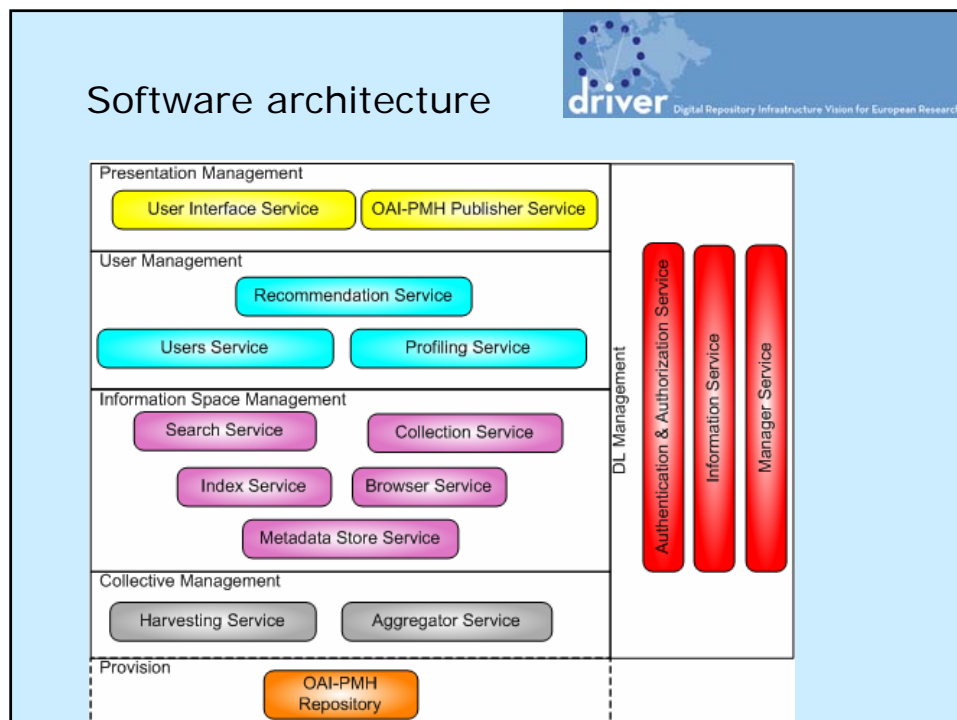 Software architecture
driver Digital Repository Infrastructure Vision for European Research
Presentation Management
User Interface Service
OAI-PMH Publisher Service
User Management
Recommendation Service
Users Service
Profiling Service
Information Space Management
Search Service
Collection Service
Index Service
Browser Service
Metadata Store Service
Collective Management
Harvesting Service
Aggregator Service
Provision
OAI-PMH
Repository
DL Management
Authentication & Authorization Service
Information Service
Manager Service